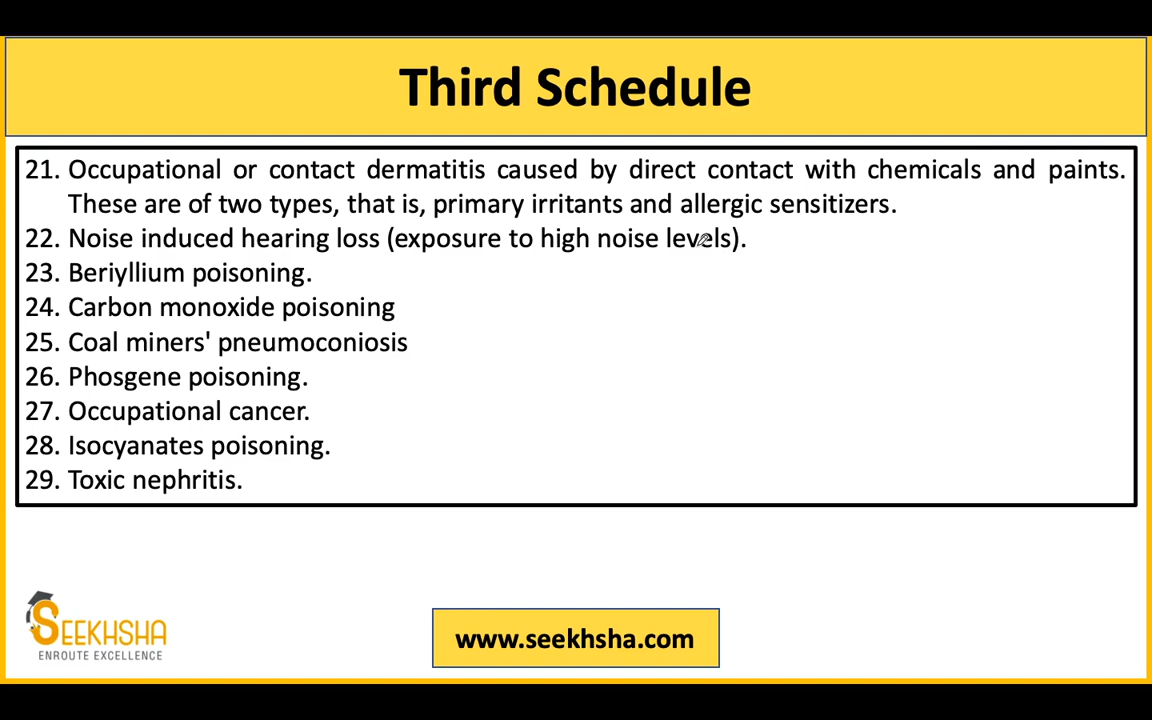 Third Schedule
21. Occupational or contact dermatitis caused by direct contact with chemicals and paints.
These are of two types, that is, primary irritants and allergic sensitizers.
22. Noise induced hearing loss (exposure to high noise levels).
23. Beriyllium poisoning.
24. Carbon monoxide poisoning
25. Coal miners' pneumoconiosis
26. Phosgene poisoning.
27. Occupational cancer.
28. Isocyanates poisoning.
29. Toxic nephritis.
SEEKHSHA
ENROUTE EXCELLENCE
www.seekhsha.com